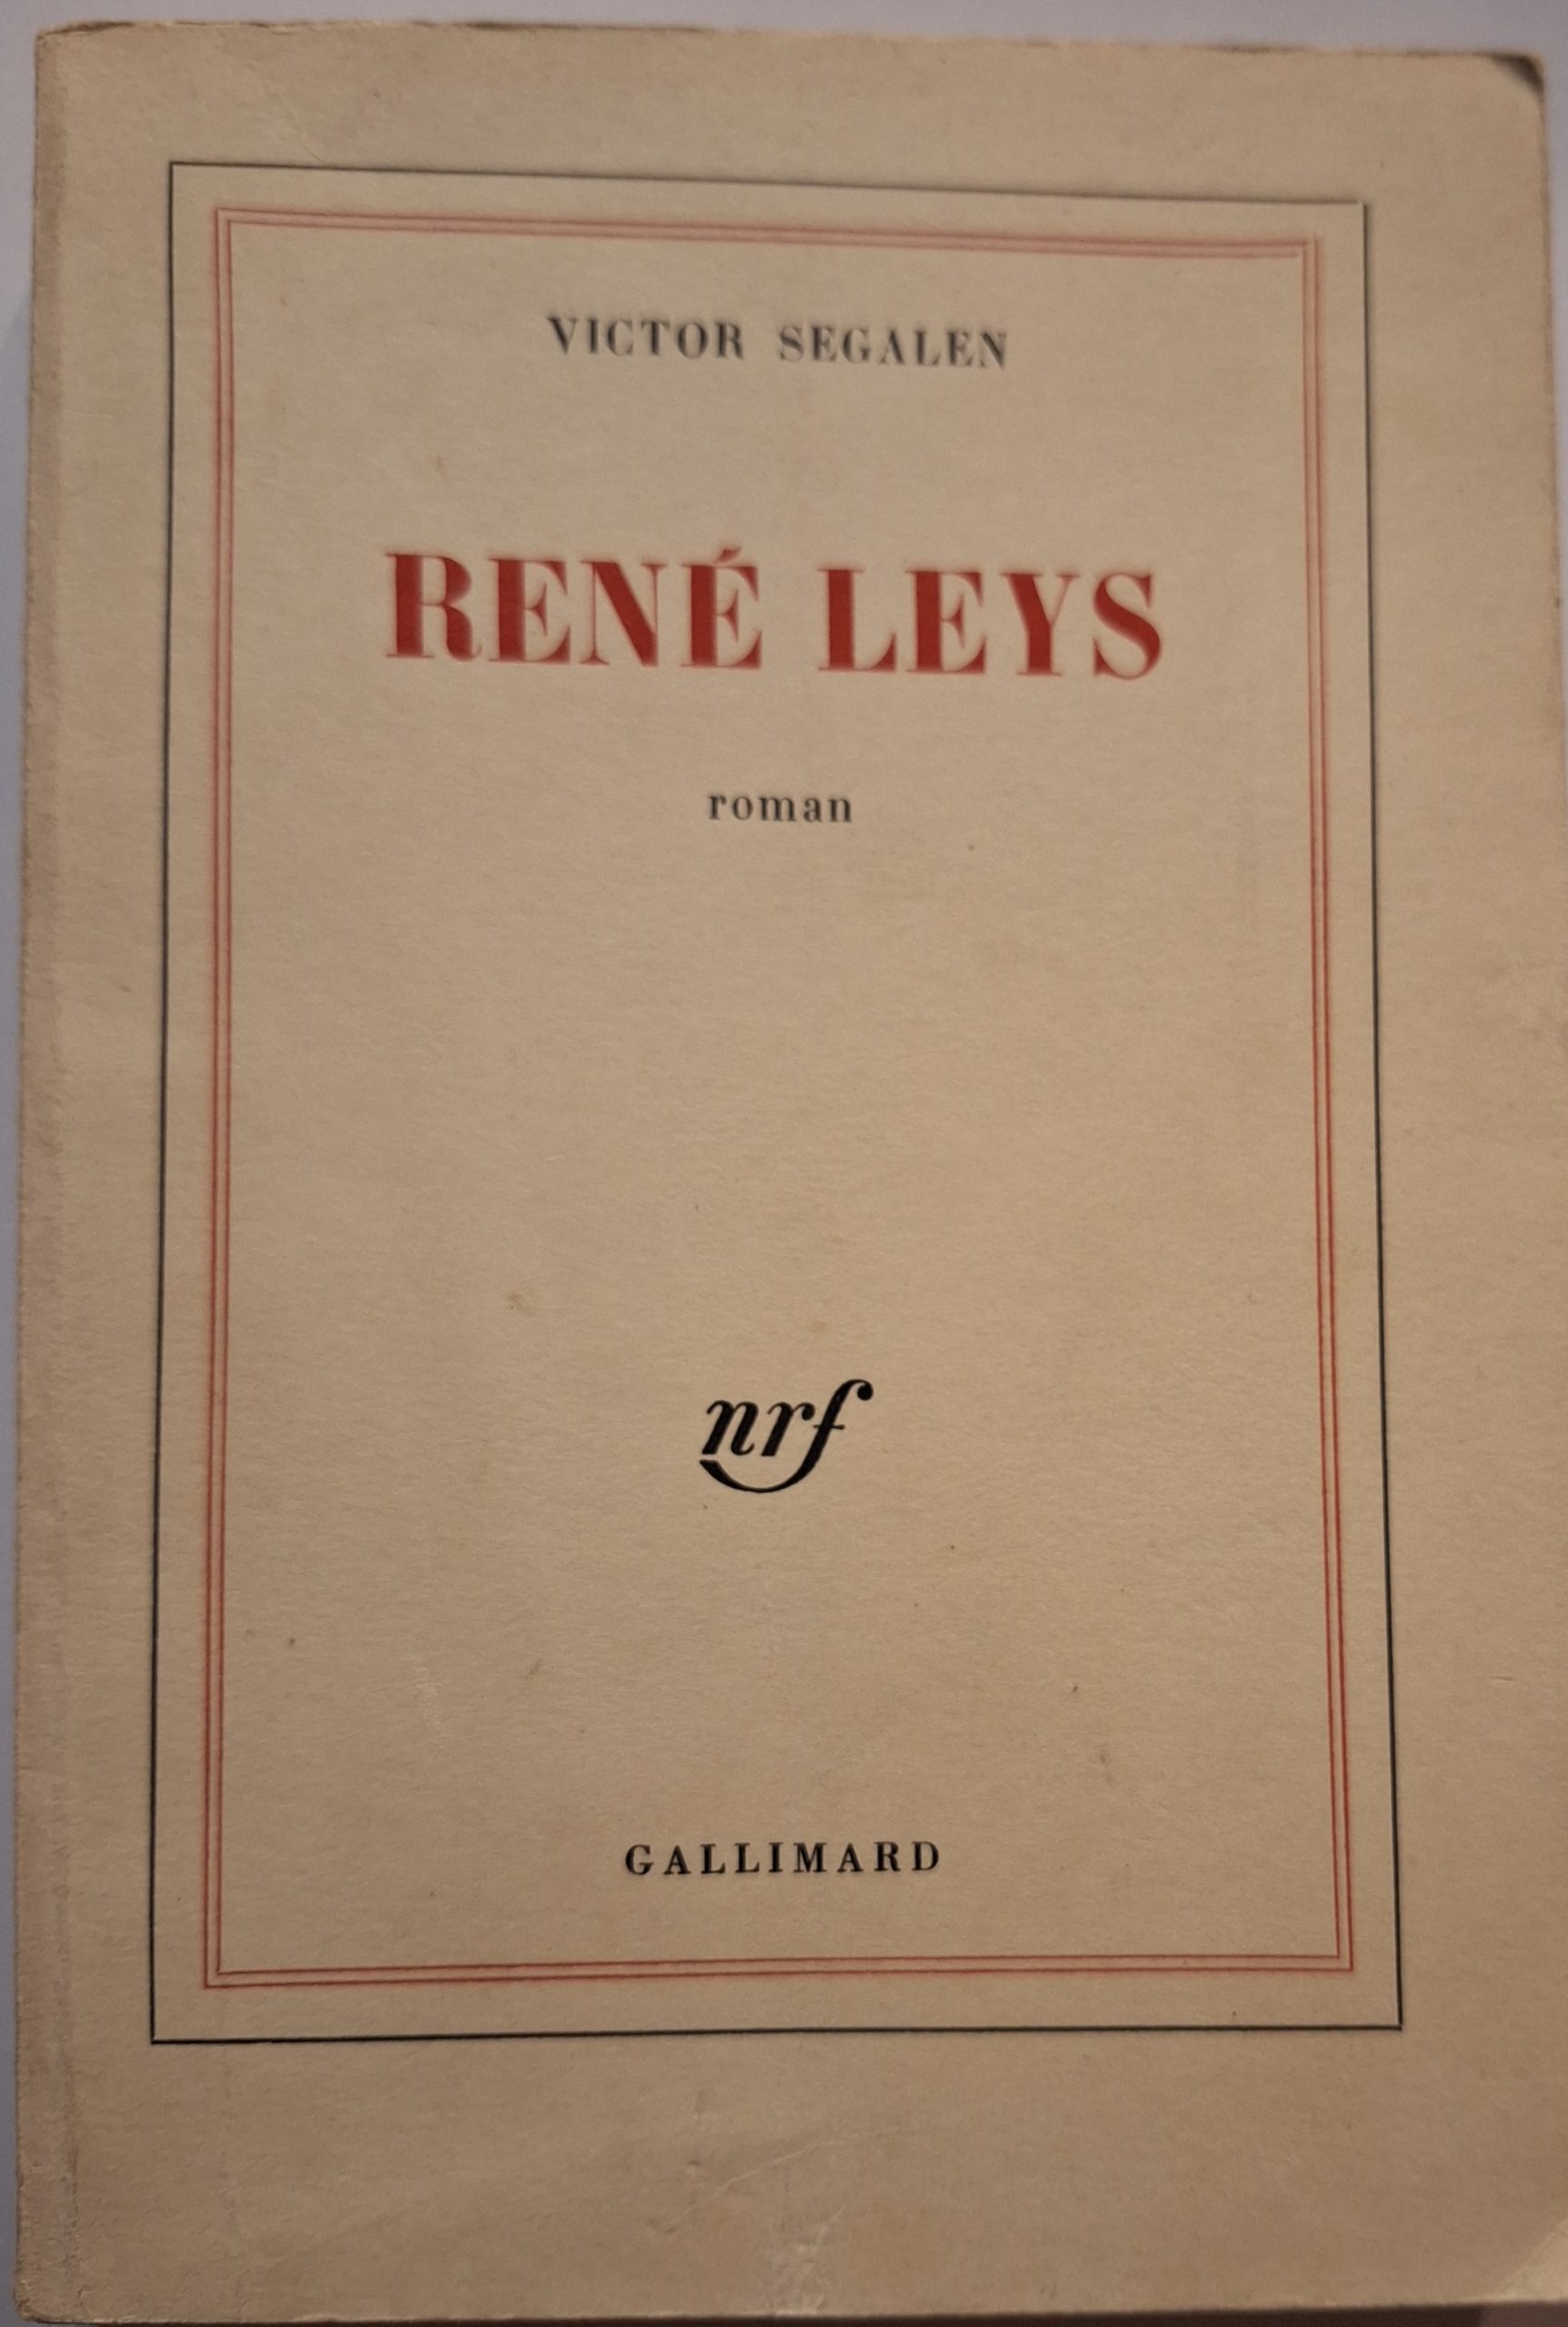 VICTOR SEGALEN
RENÉ LEYS
roman
nrf
GALLIMARD